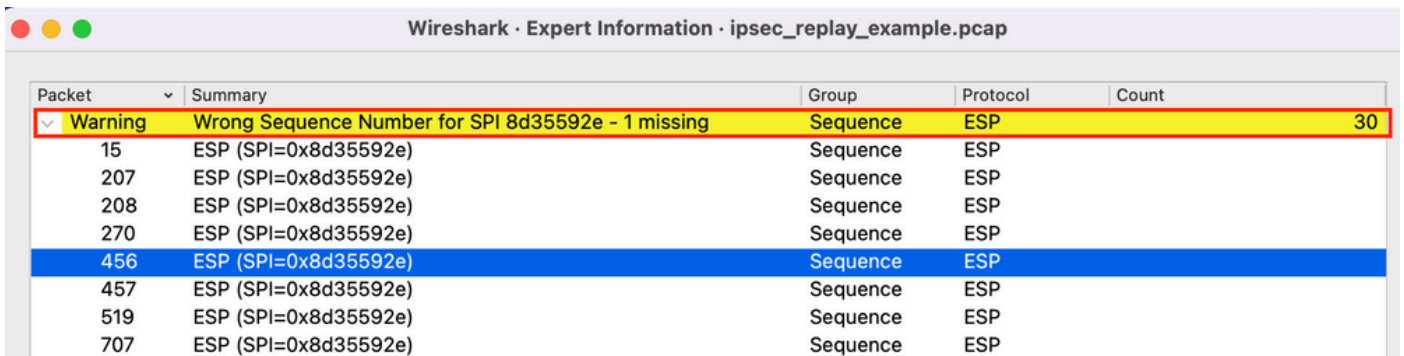 Wireshark · Expert Information · ipsec_replay_example.pcap
Packet Summary Group Protocol Count
Warning Wrong Sequence Number for SPI 8d35592e - 1 missing Sequence ESP 30
15 ESP (SPI=0x8d35592e) Sequence ESP
207 ESP (SPI=0x8d35592e) Sequence ESP
208 ESP (SPI=0x8d35592e) Sequence ESP
270 ESP (SPI=0x8d35592e) Sequence ESP
456 ESP (SPI=0x8d35592e) Sequence ESP
457 ESP (SPI=0x8d35592e) Sequence ESP
519 ESP (SPI=0x8d35592e) Sequence ESP
707 ESP (SPI=0x8d35592e) Sequence ESP